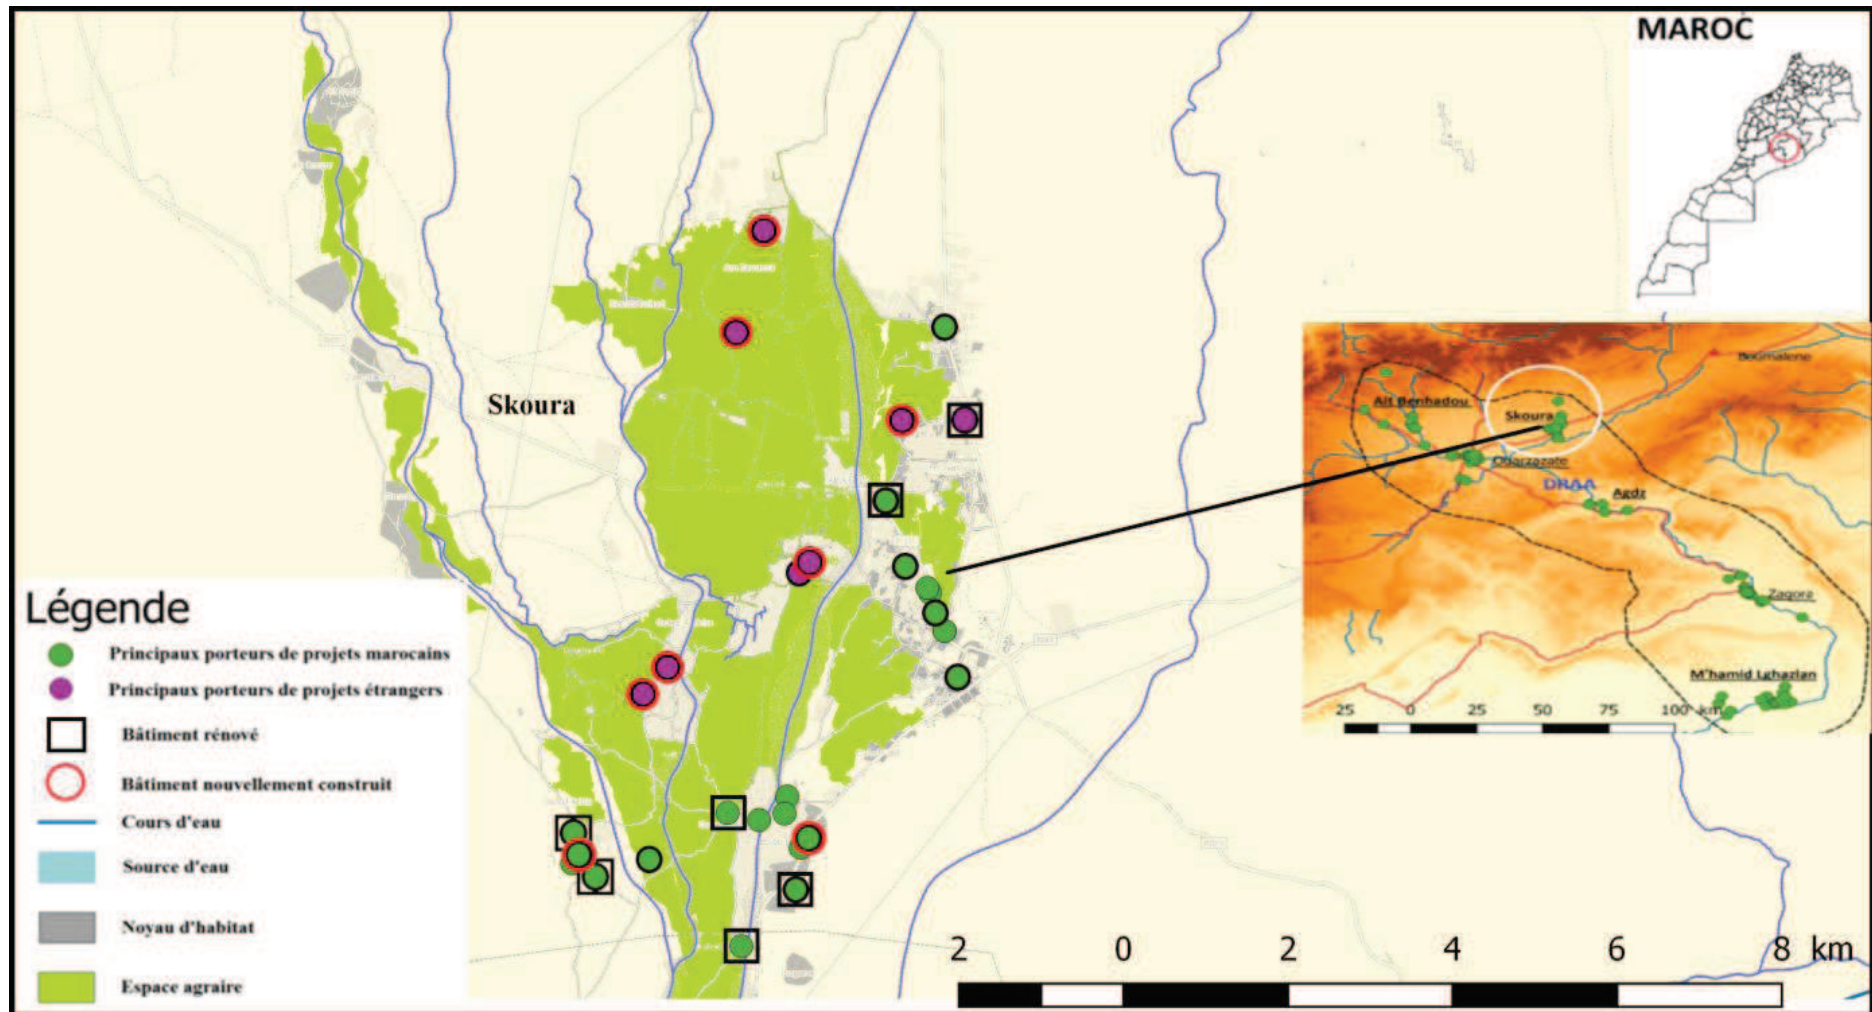 MAROC
Skoura
Boumalene
Ait Benhadou
Skoura
Ouarzazate
DRAA
Agdz
Zagora
M'hamid Lghazlan
25 0 25 50 75 100 km
Légende
Principaux porteurs de projets marocains
Principaux porteurs de projets étrangers
Bâtiment rénové
Bâtiment nouvellement construit
Cours d'eau
Source d'eau
Noyau d'habitat
Espace agraire
2 0 2 4 6 8 km